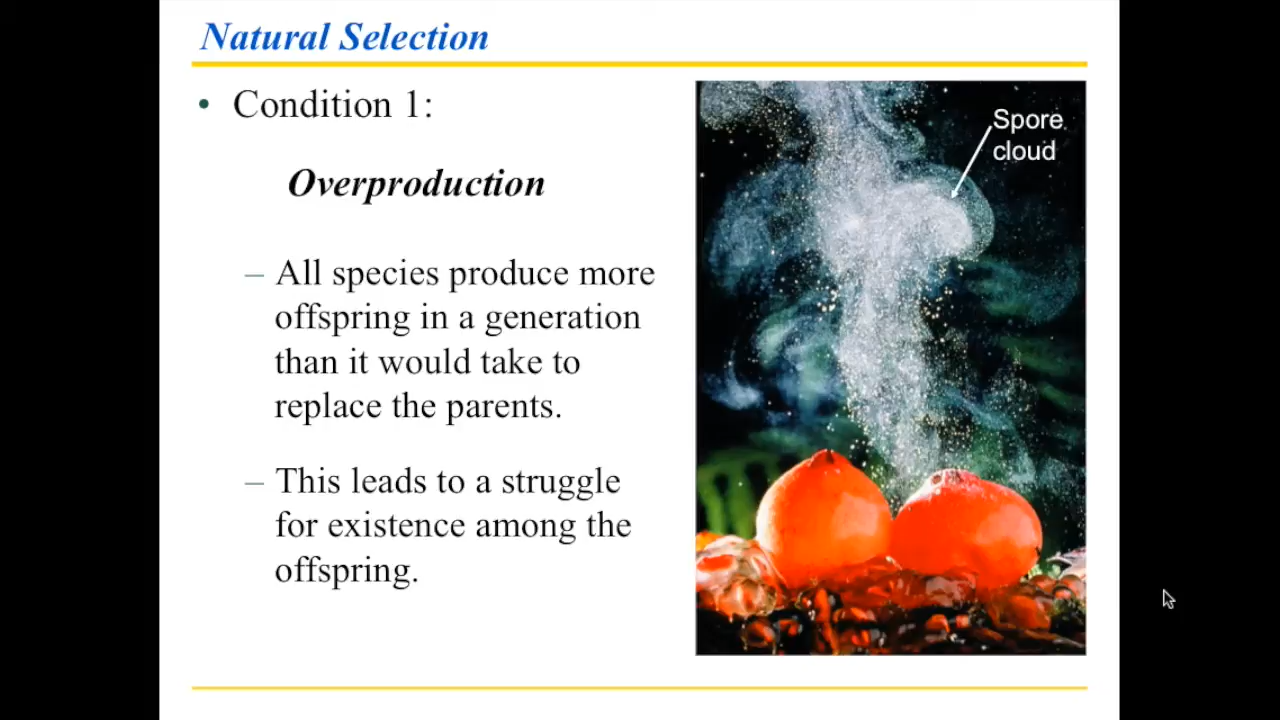 Natural Selection
• Condition 1:
Overproduction
– All species produce more
offspring in a generation
than it would take to
replace the parents.
– This leads to a struggle
for existence among the
offspring.
Spore
cloud